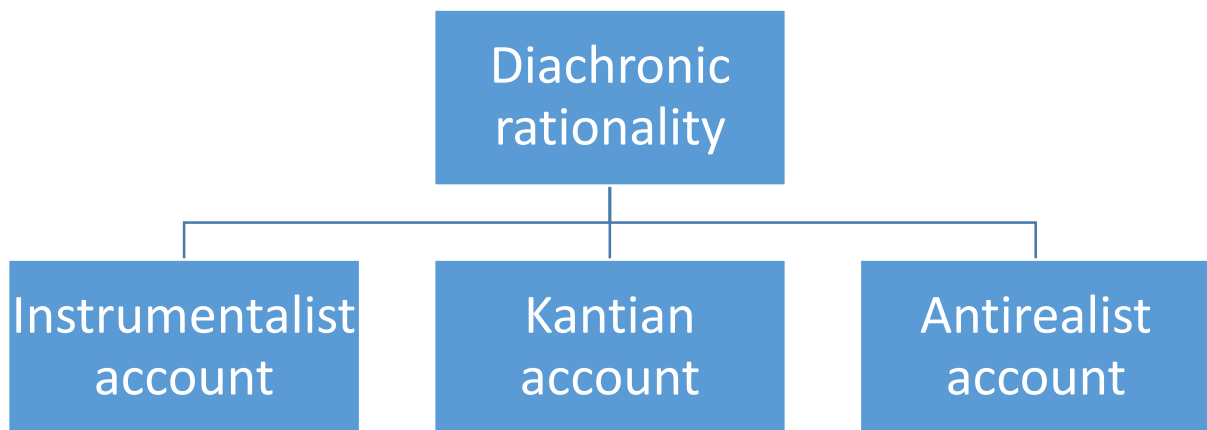 Diachronic
rationality
Instrumentalist
account
Kantian
account
Antirealist
account